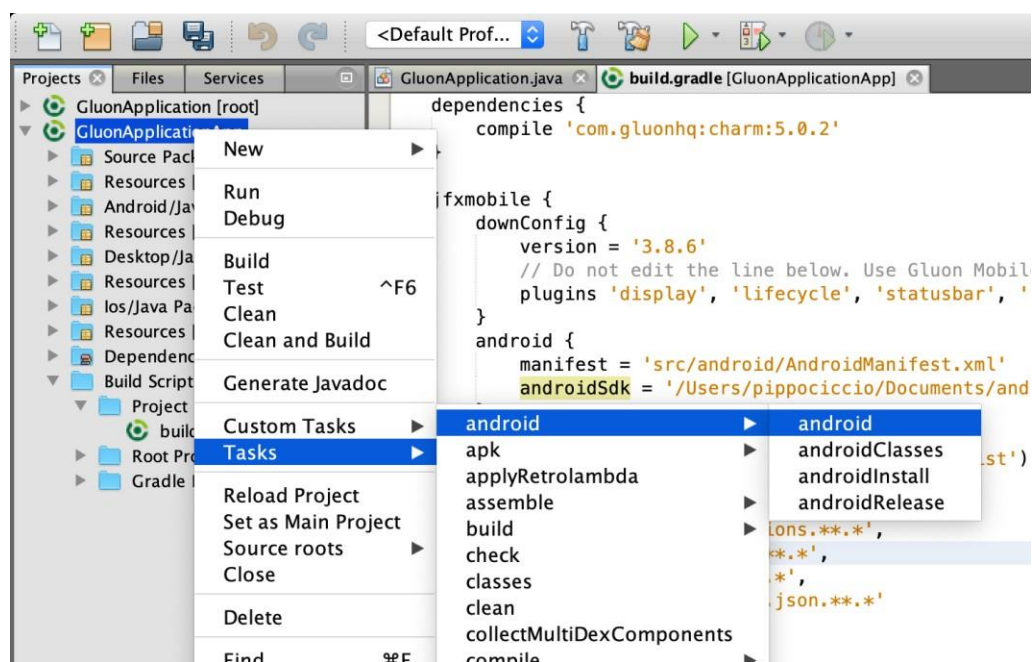 <Default Prof...
Projects
Files
Services
GluonApplication.java
build.gradle [GluonApplicationApp]
GluonApplication [root]
GluonApplicationApp
Source Pac
Resources
Android/Jav
Resources
Desktop/Ja
Resources
Ios/Java Pa
Resources
Dependenc
Build Script
Project
buil
Root Pro
Gradle
New
Run
Debug
Build
Test ^F6
Clean
Clean and Build
Generate Javadoc
Custom Tasks
Tasks
Reload Project
Set as Main Project
Source roots
Close
Delete
Find ⌘F
android
apk
applyRetrolambda
assemble
build
check
classes
clean
collectMultiDexComponents
compile
android
androidClasses
androidInstall
androidRelease
dependencies {
compile 'com.gluonhq:charm:5.0.2'
}
jfxmobile {
downConfig {
version = '3.8.6'
// Do not edit the line below. Use Gluon Mobil
plugins 'display', 'lifecycle', 'statusbar', '
}
android {
manifest = 'src/android/AndroidManifest.xml'
androidSdk = '/Users/pippociccio/Documents/and
st')
ions.**.*',
**.*',
.*',
.json.**.*'